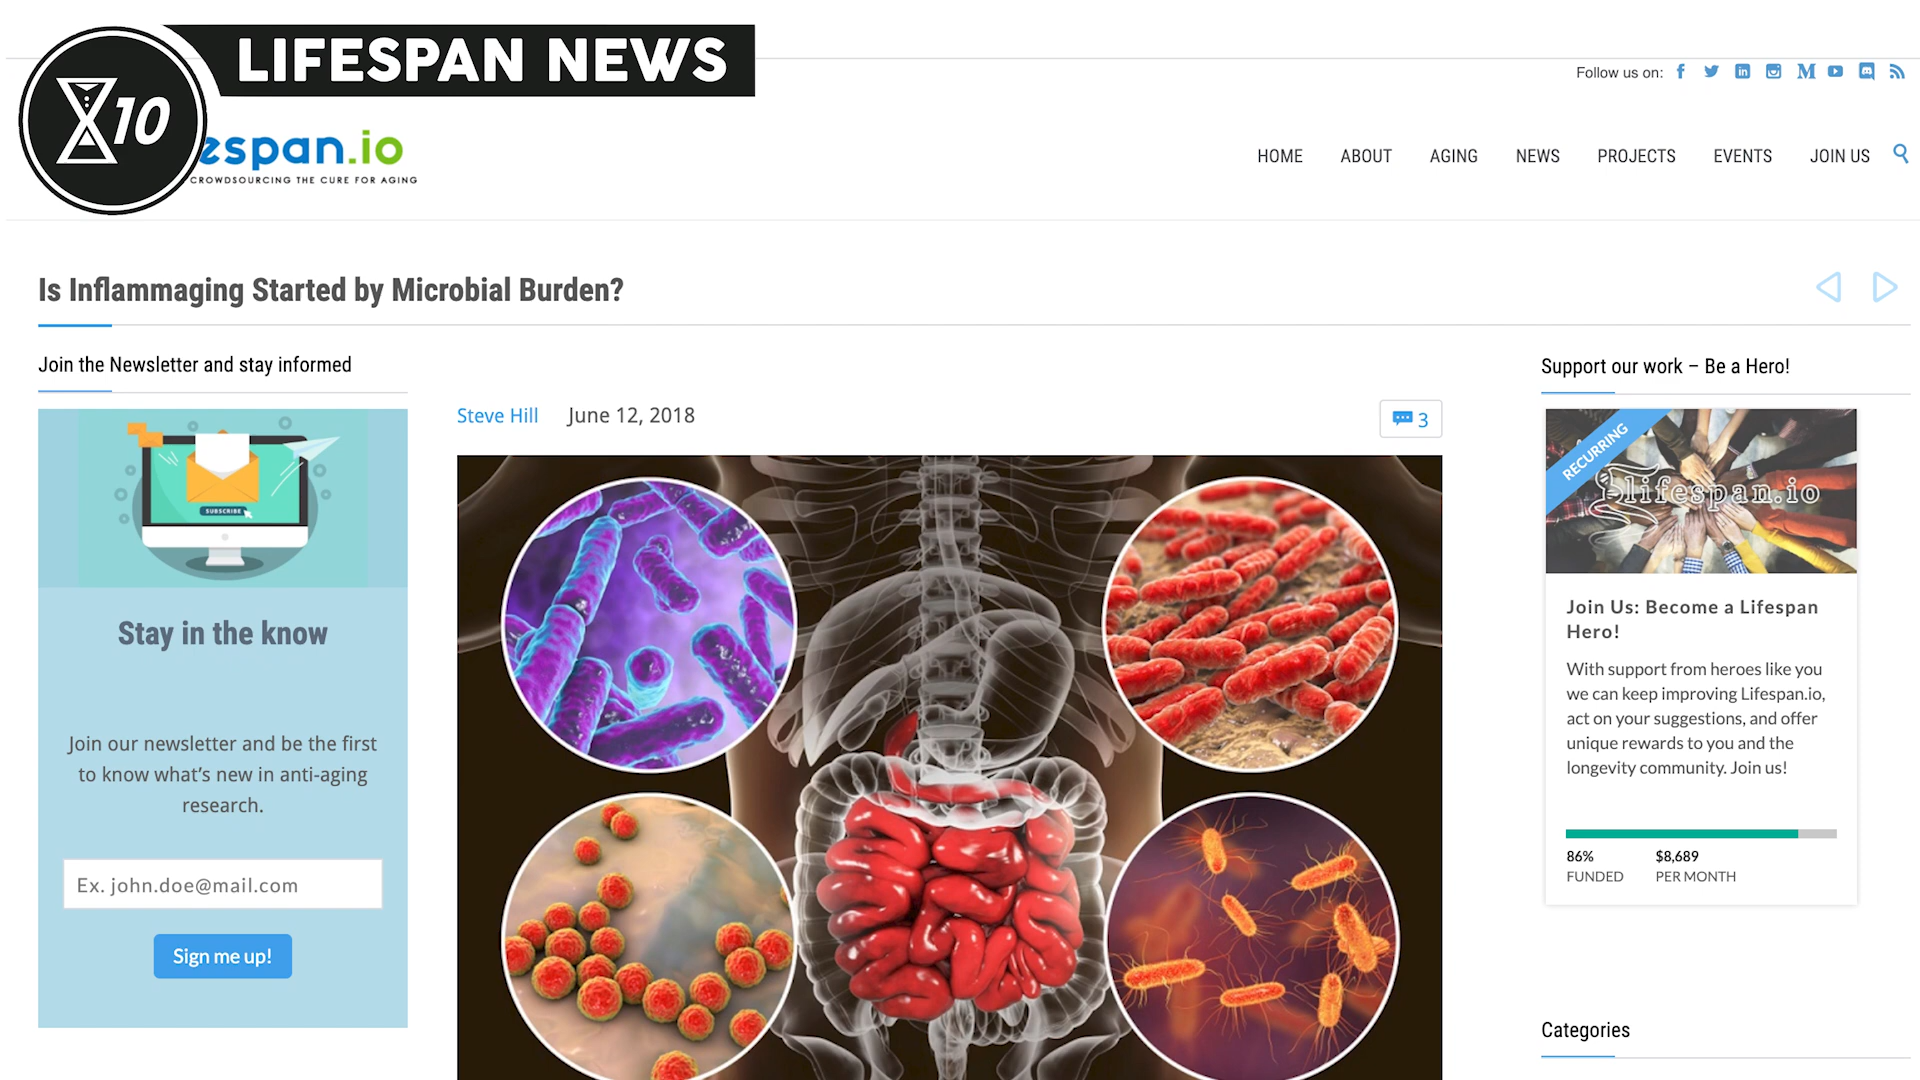 LIFESPAN NEWS
X10
espan.io
CROWDSOURCING THE CURE FOR AGING
Follow us on:
HOME ABOUT AGING NEWS PROJECTS EVENTS JOIN US
Is Inflammaging Started by Microbial Burden?
Join the Newsletter and stay informed
SUBSCRIBE
Stay in the know
Join our newsletter and be the first
to know what's new in anti-aging
research.
Ex. john.doe@mail.com
Sign me up!
Steve Hill June 12, 2018
3
Support our work – Be a Hero!
RECURRING
lifespan.io
Join Us: Become a Lifespan
Hero!
With support from heroes like you
we can keep improving Lifespan.io,
act on your suggestions, and offer
unique rewards to you and the
longevity community. Join us!
86% $8,689
FUNDED PER MONTH
Categories